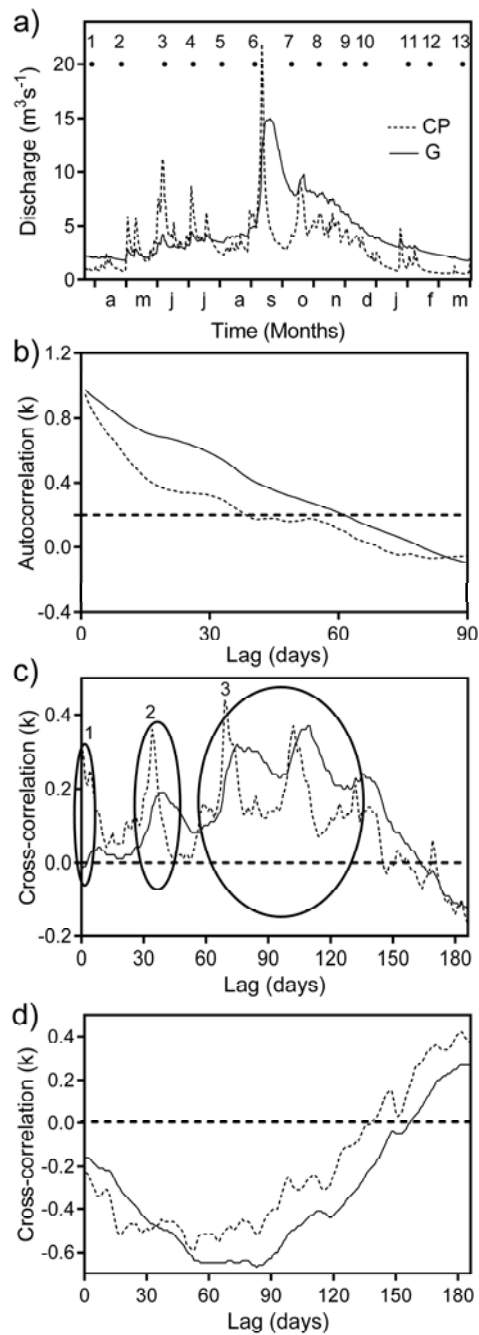 a)
1 2 3 4 5 6 7 8 9 10 11 12 13
20
15
10
5
0
Discharge (m³s⁻¹)
CP
G
a m j j a s o n d j f m
Time (Months)
b)
1.2
0.8
0.4
0.0
-0.4
Autocorrelation (k)
0 30 60 90
Lag (days)
c)
0.4
0.2
0.0
-0.2
Cross-correlation (k)
1 2 3
0 30 60 90 120 150 180
Lag (days)
d)
0.4
0.2
0.0
-0.2
-0.4
-0.6
Cross-correlation (k)
0 30 60 90 120 150 180
Lag (days)